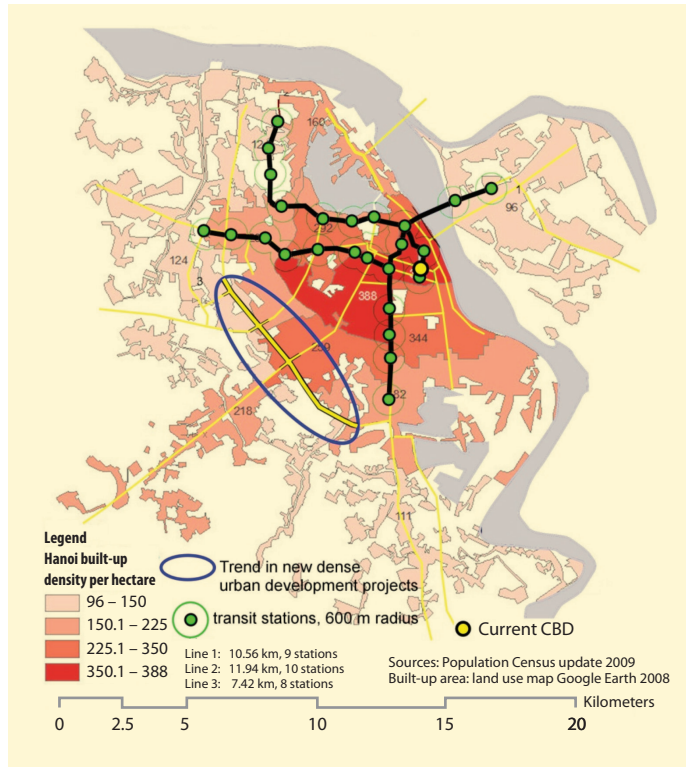 2
160
1
96
292
124
3
388
344
218
82
111
Legend
Hanoi built-up
density per hectare
96 – 150
150.1 – 225
225.1 – 350
350.1 – 388
Trend in new dense
urban development projects
transit stations, 600 m radius
Line 1: 10.56 km, 9 stations
Line 2: 11.94 km, 10 stations
Line 3: 7.42 km, 8 stations
Current CBD
Sources: Population Census update 2009
Built-up area: land use map Google Earth 2008
Kilometers
0 2.5 5 10 15 20